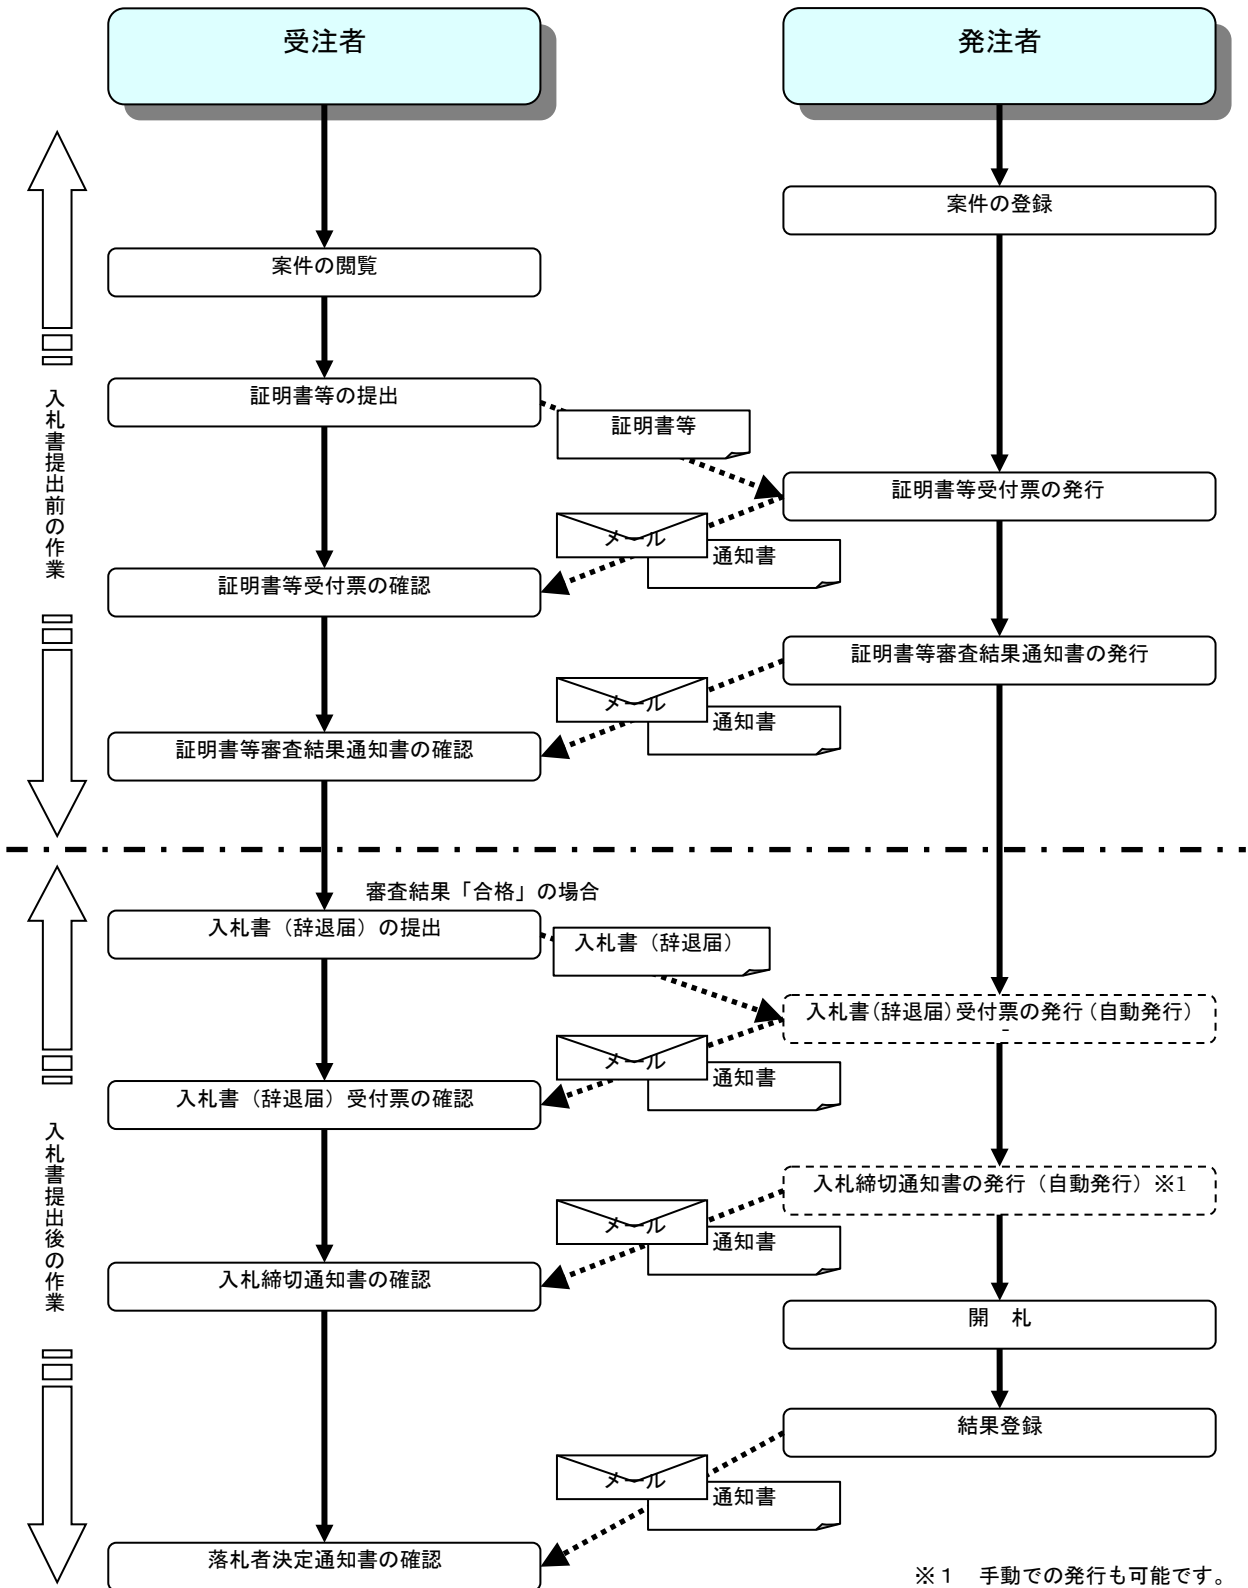 受注者
発注者
案件の登録
案件の閲覧
証明書等の提出
証明書等
証明書等受付票の発行
メール
通知書
証明書等受付票の確認
入札書提出前の作業
証明書等審査結果通知書の発行
メール
通知書
証明書等審査結果通知書の確認
審査結果「合格」の場合
入札書（辞退届）の提出
入札書（辞退届）
入札書(辞退届)受付票の発行(自動発行)
メール
通知書
入札書（辞退届）受付票の確認
入札書提出後の作業
入札締切通知書の発行（自動発行）※1
メール
通知書
入札締切通知書の確認
開　札
結果登録
メール
通知書
落札者決定通知書の確認
※１　手動での発行も可能です。